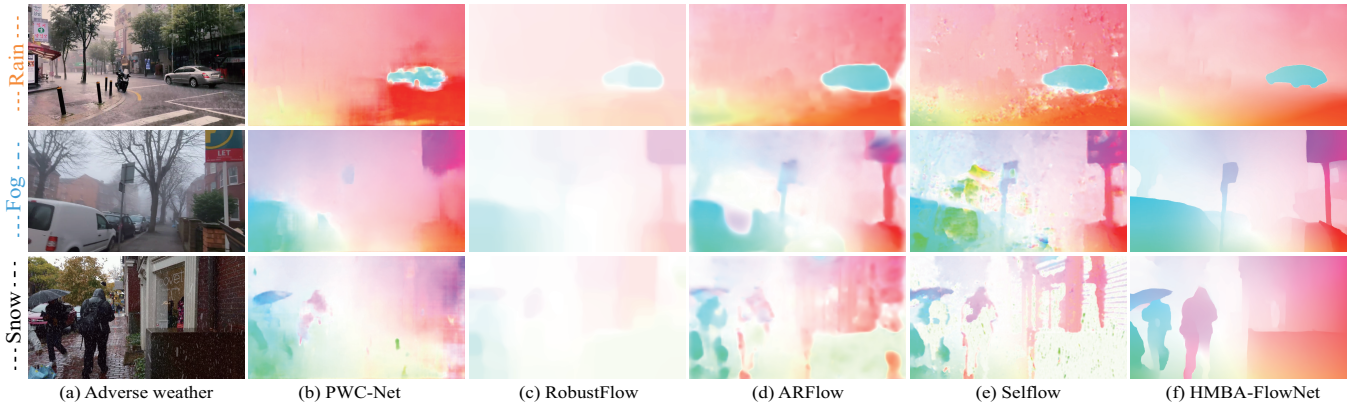 --- Rain ---
--- Fog ---
--- Snow ---
LET
(a) Adverse weather
(b) PWC-Net
(c) RobustFlow
(d) ARFlow
(e) Selflow
(f) HMBA-FlowNet